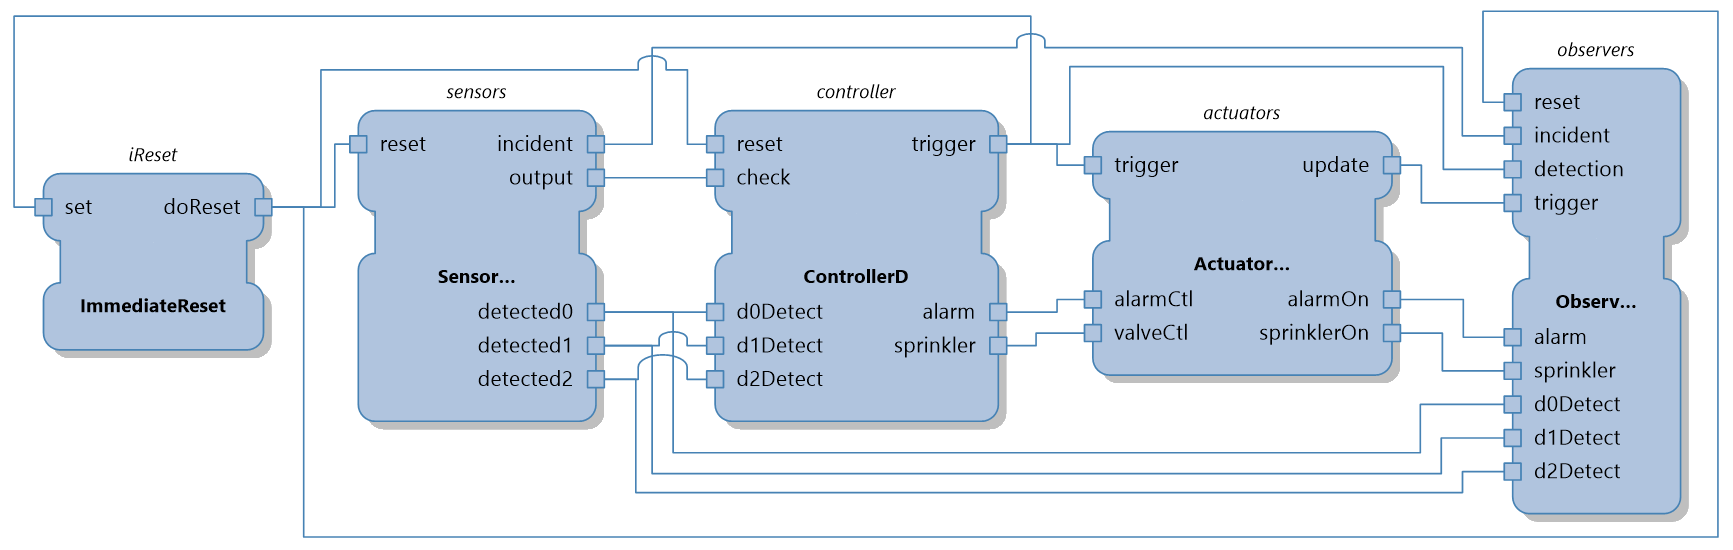 iReset
set doReset
ImmediateReset
sensors
reset incident
output
Sensor...
detected0
detected1
detected2
controller
reset trigger
check
ControllerD
d0Detect alarm
d1Detect sprinkler
d2Detect
actuators
trigger update
Actuator...
alarmCtl alarmOn
valveCtl sprinklerOn
observers
reset
incident
detection
trigger
Observ...
alarm
sprinkler
d0Detect
d1Detect
d2Detect